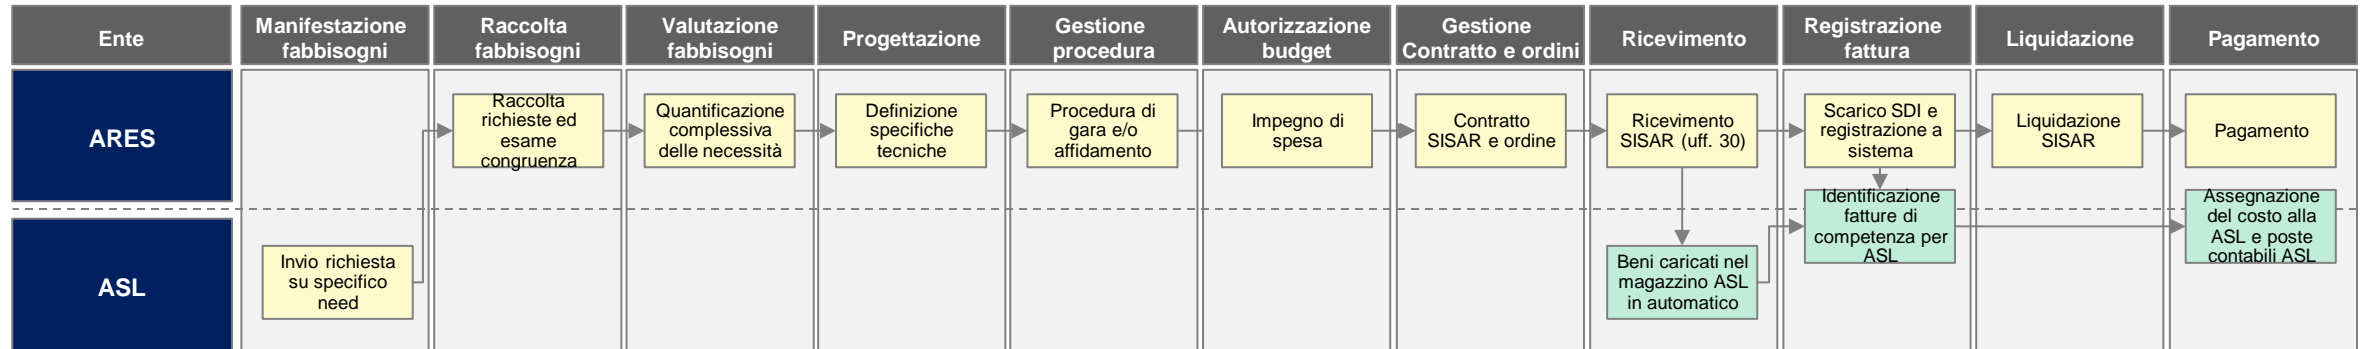 Ente
Manifestazione
fabbisogni
Raccolta
fabbisogni
Valutazione
fabbisogni
Progettazione
Gestione
procedura
Autorizzazione
budget
Gestione
Contratto e ordini
Ricevimento
Registrazione
fattura
Liquidazione
Pagamento
ARES
Raccolta
richieste ed
esame
congruenza
Quantificazione
complessiva
delle necessità
Definizione
specifiche
tecniche
Procedura di
gara e/o
affidamento
Impegno di
spesa
Contratto
SISAR e ordine
Ricevimento
SISAR (uff. 30)
Scarico SDI e
registrazione a
sistema
Liquidazione
SISAR
Pagamento
ASL
Invio richiesta
su specifico
need
Beni caricati nel
magazzino ASL
in automatico
Identificazione
fatture di
competenza per
ASL
Assegnazione
del costo alla
ASL e poste
contabili ASL